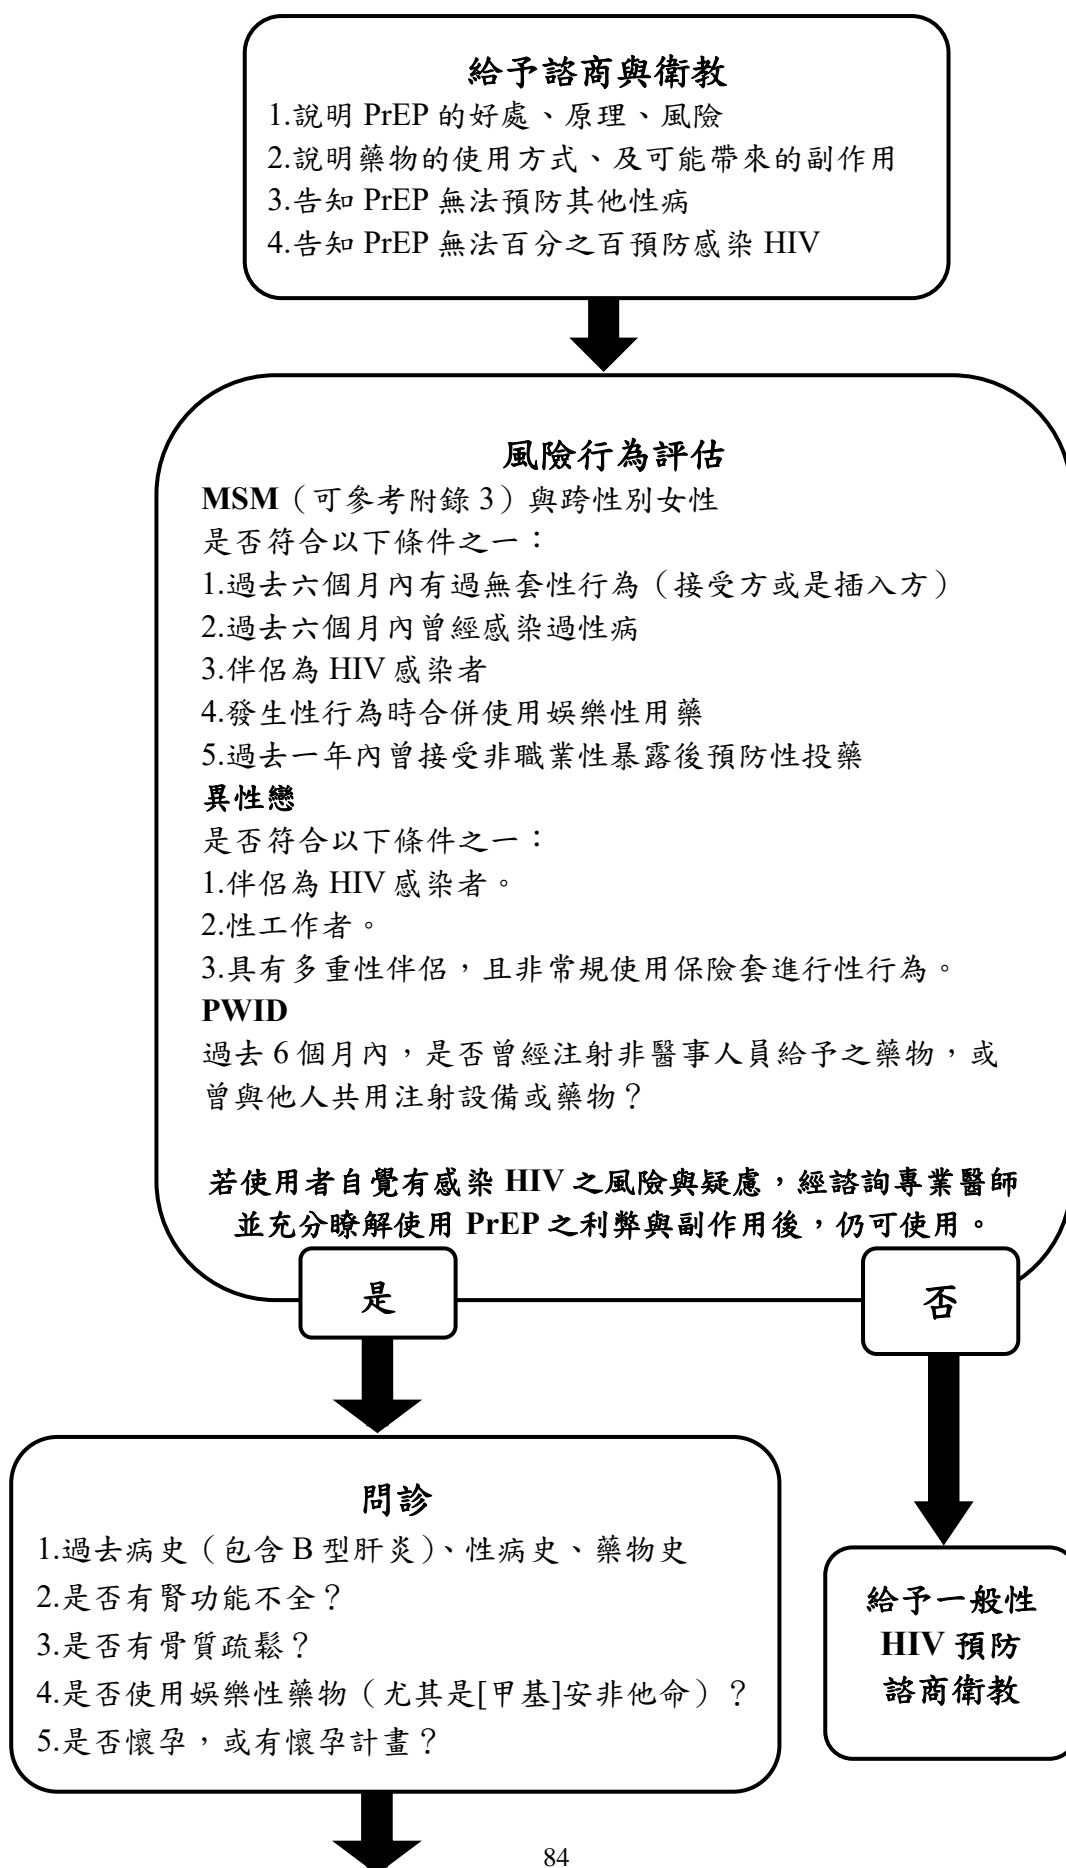 給予諮商與衛教
1.說明 PrEP 的好處、原理、風險
2.說明藥物的使用方式、及可能帶來的副作用
3.告知 PrEP 無法預防其他性病
4.告知 PrEP 無法百分之百預防感染 HIV
風險行為評估
MSM（可參考附錄 3）與跨性別女性
是否符合以下條件之一：
1.過去六個月內有過無套性行為（接受方或是插入方）
2.過去六個月內曾經感染過性病
3.伴侶為 HIV 感染者
4.發生性行為時合併使用娛樂性用藥
5.過去一年內曾接受非職業性暴露後預防性投藥
異性戀
是否符合以下條件之一：
1.伴侶為 HIV 感染者。
2.性工作者。
3.具有多重性伴侶，且非常規使用保險套進行性行為。
PWID
過去 6 個月內，是否曾經注射非醫事人員給予之藥物，或
曾與他人共用注射設備或藥物？
若使用者自覺有感染 HIV 之風險與疑慮，經諮詢專業醫師
並充分瞭解使用 PrEP 之利弊與副作用後，仍可使用。
是
否
問診
1.過去病史（包含 B 型肝炎）、性病史、藥物史
2.是否有腎功能不全？
3.是否有骨質疏鬆？
4.是否使用娛樂性藥物（尤其是[甲基]安非他命）？
5.是否懷孕，或有懷孕計畫？
給予一般性
HIV 預防
諮商衛教
84